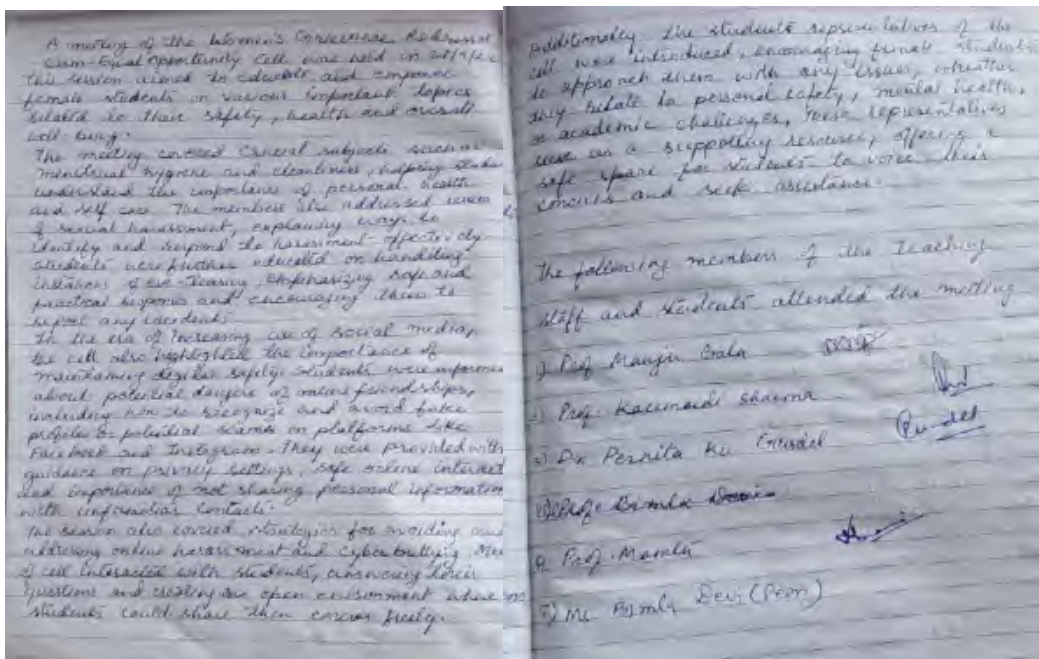 A meeting of the Women's Grievance Redressal
Cum-Equal Opportunity Cell was held on
this session aimed to educate and empower
female students on various important topics
related to their safety, health and overall
well-being.
The meeting covered Crucial subjects such as
menstrual hygiene and cleanliness, helping
understand the importance of personal health
and self care. The members also addressed issues
of sexual harassment, explaining ways to
identify and respond to harassment effectively.
students were further educated on handling
instances of eve-teasing, emphasizing safe and
practical and encouraging them to
report any incident.
In the era of increasing use of social media,
the cell also highlighted the importance of
maintaining digital safety. Students were informed
about potential dangers of online friendships,
including how to recognize and avoid fake
profiles or potential scams on platforms like
Facebook and Instagram. They were provided with
guidance on privacy settings, safe online interact
and importance of not sharing personal information
with unfamiliar contacts.
The session also covered strategies for avoiding and
addressing online harassment and cyberbullying.
of cell interacted with students, answering their
questions and creating an open environment where
students could share their concerns freely.
Additionally the students representatives of the
cell were introduced, encouraging female students
to approach them with any issues, wheather
they relate to personal safety, mental health,
or academic challenges, These representatives
as a supporting resource, offering a
safe space for students to voice their
concerns and seek assistance.
The following members of the Teaching
staff and students attended the meeting
1) Prof Manju
2) Prof. Sharma
3) Dr. Pernita Ku
Bimla
4. Prof. Mamta
5) Ms Bimla Devi (Peon)